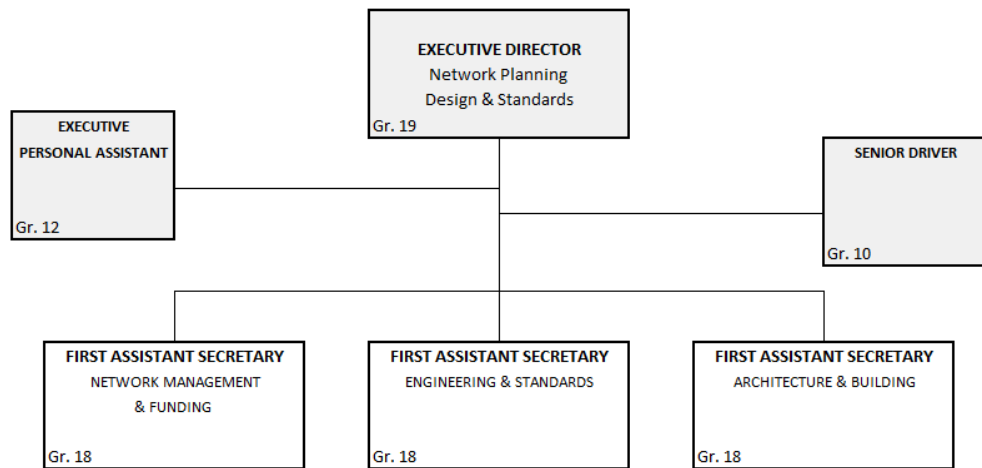 EXECUTIVE DIRECTOR
Network Planning
Design & Standards
Gr. 19
EXECUTIVE
PERSONAL ASSISTANT
Gr. 12
SENIOR DRIVER
Gr. 10
FIRST ASSISTANT SECRETARY
NETWORK MANAGEMENT
& FUNDING
Gr. 18
FIRST ASSISTANT SECRETARY
ENGINEERING & STANDARDS
Gr. 18
FIRST ASSISTANT SECRETARY
ARCHITECTURE & BUILDING
Gr. 18